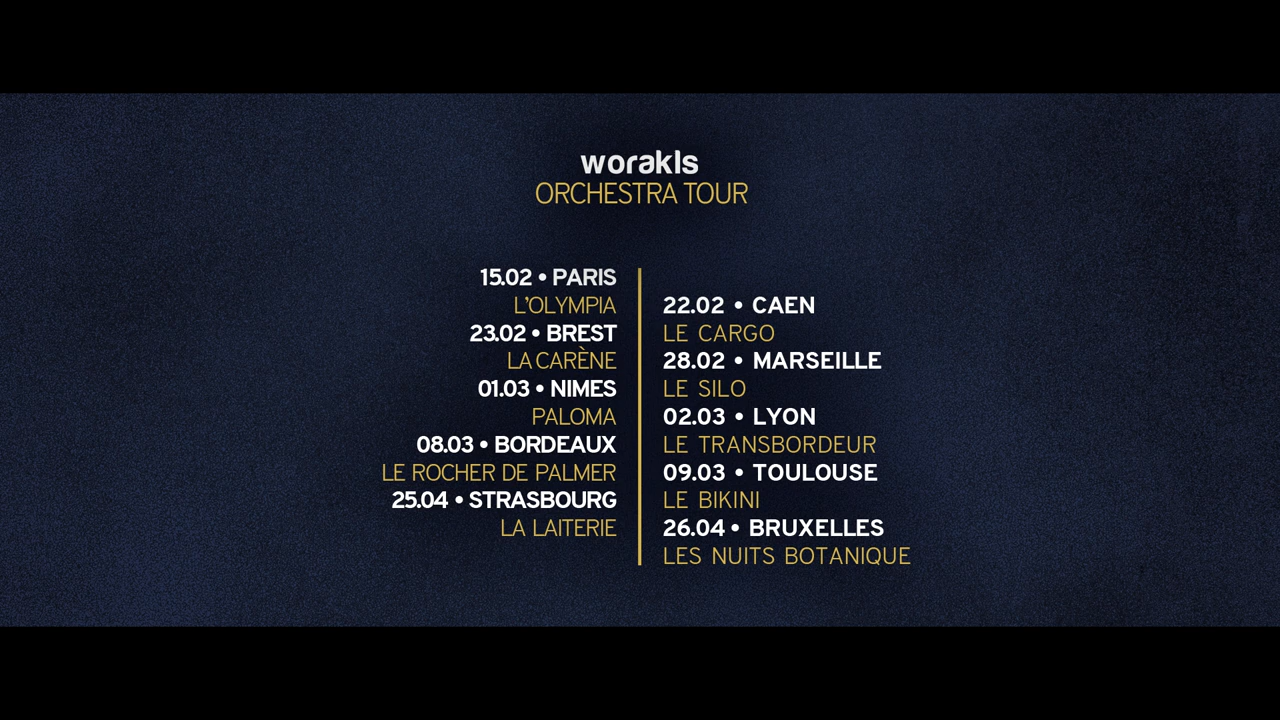 worakls
ORCHESTRA TOUR
15.02 • PARIS
L'OLYMPIA
23.02 • BREST
LA CARÈNE
01.03 • NIMES
PALOMA
08.03 • BORDEAUX
LE ROCHER DE PALMER
25.04 • STRASBOURG
LA LAITERIE
22.02 • CAEN
LE CARGO
28.02 • MARSEILLE
LE SILO
02.03 • LYON
LE TRANSBORDEUR
09.03 • TOULOUSE
LE BIKINI
26.04 • BRUXELLES
LES NUITS BOTANIQUE